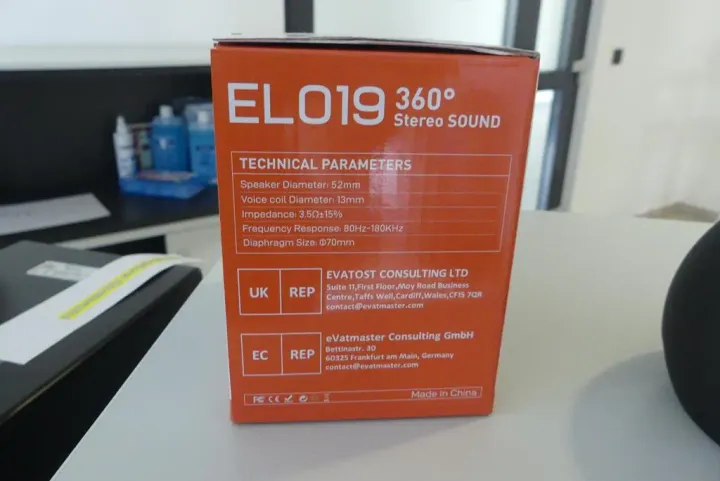 EL019 360°
Stereo SOUND
TECHNICAL PARAMETERS
Speaker Diameter: 52mm
Voice coil Diameter: 13mm
Impedance: 3.5Ω±15%
Frequency Response: 80Hz-180KHz
Diaphragm Size: Φ70mm
UK REP
EVATOST CONSULTING LTD
Suite 11,First Floor,Moy Road Business
Centre,Taffs Well,Cardiff,Wales,CF15 7QR
contact@evatmaster.com
EC REP
eVatmaster Consulting GmbH
Bettinastr. 30
60325 Frankfurt am Main, Germany
contact@evatmaster.com
FC CE
Made in China